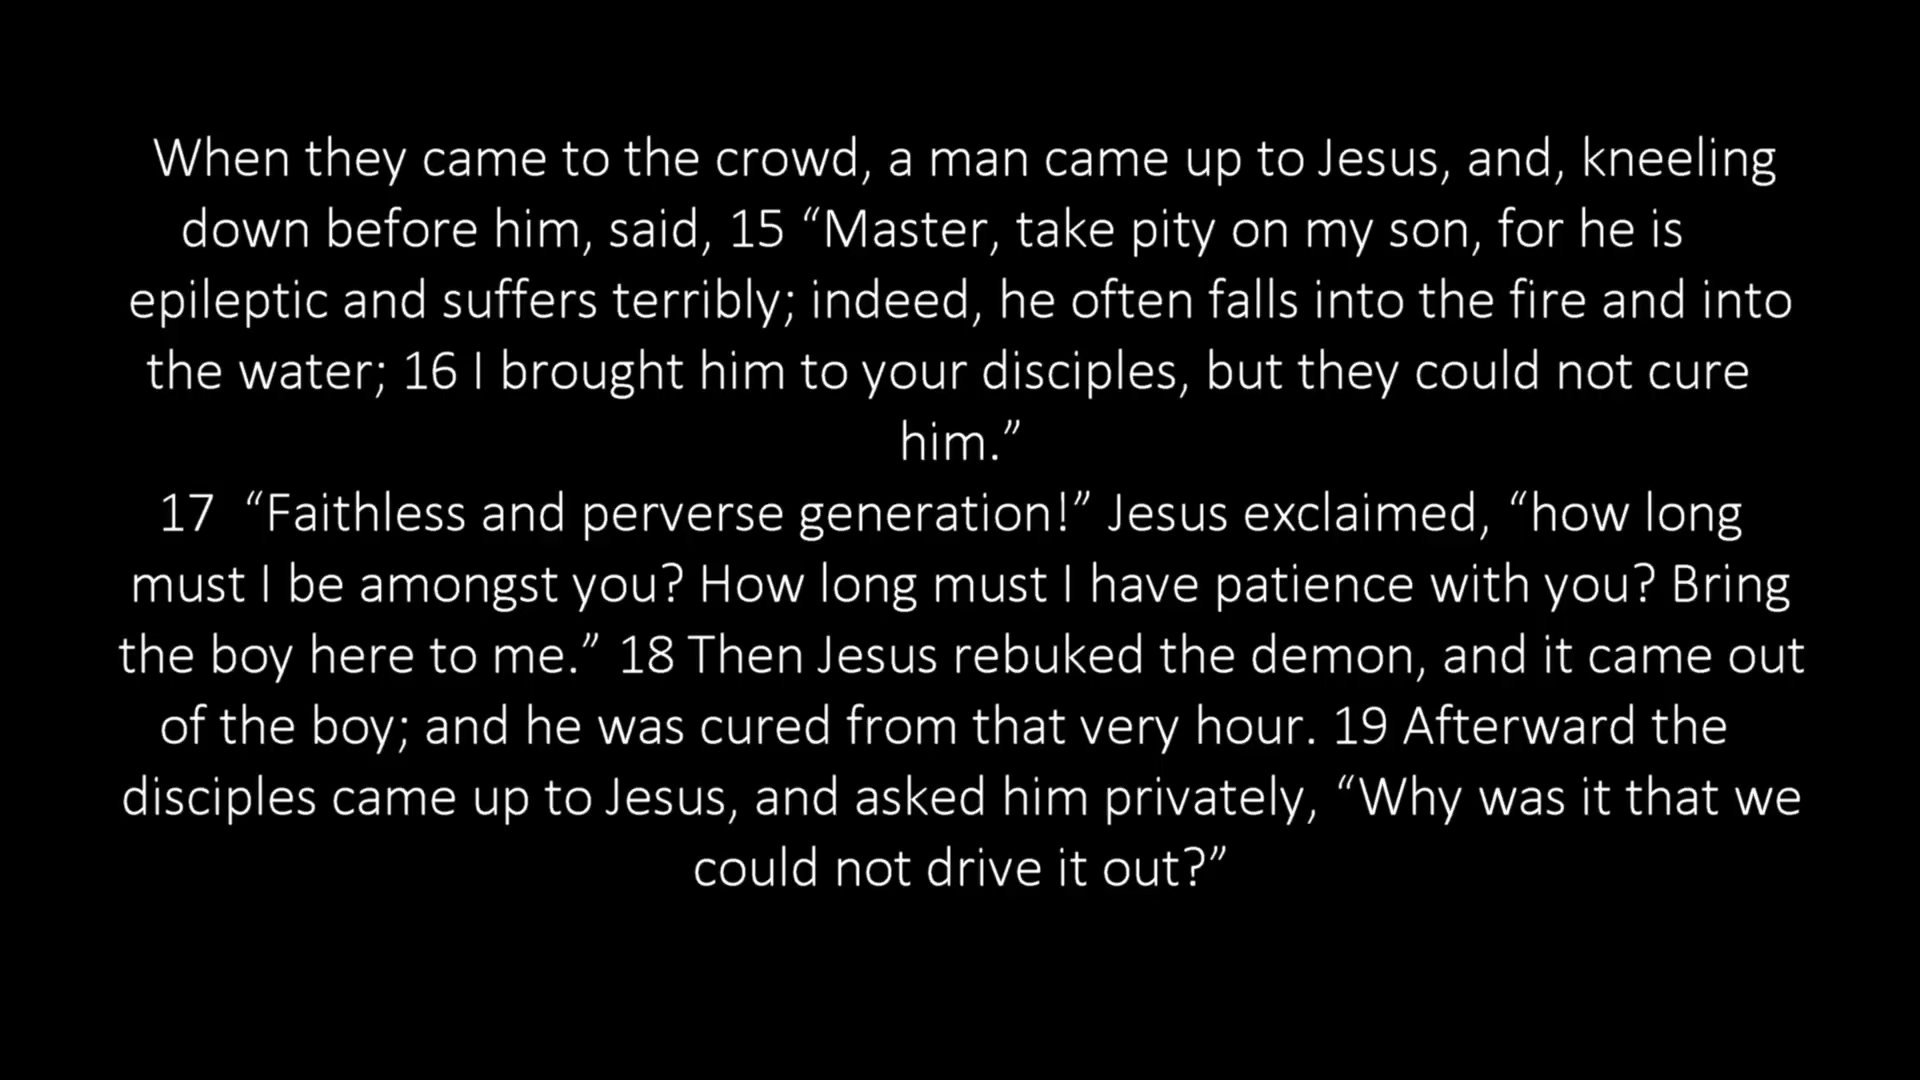 When they came to the crowd, a man came up to Jesus, and, kneeling
down before him, said, 15 “Master, take pity on my son, for he is
epileptic and suffers terribly; indeed, he often falls into the fire and into
the water; 16 I brought him to your disciples, but they could not cure
him.”
17  “Faithless and perverse generation!” Jesus exclaimed, “how long
must I be amongst you? How long must I have patience with you? Bring
the boy here to me.” 18 Then Jesus rebuked the demon, and it came out
of the boy; and he was cured from that very hour. 19 Afterward the
disciples came up to Jesus, and asked him privately, “Why was it that we
could not drive it out?”